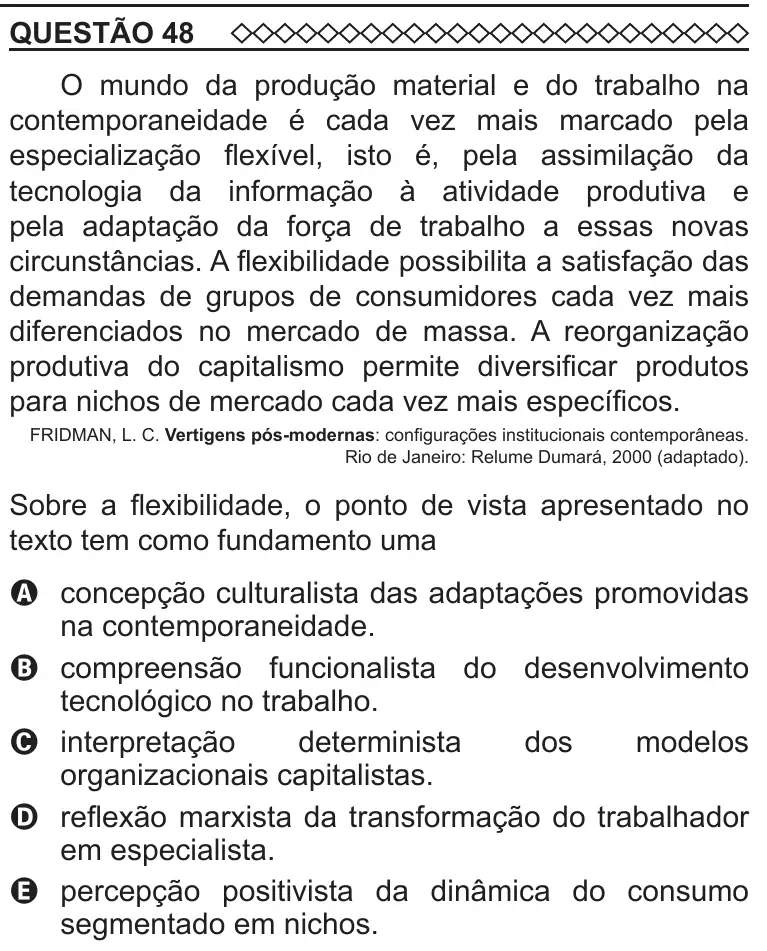 QUESTÃO 48
O mundo da produção material e do trabalho na
contemporaneidade é cada vez mais marcado pela
especialização flexível, isto é, pela assimilação da
tecnologia da informação à atividade produtiva e
pela adaptação da força de trabalho a essas novas
circunstâncias. A flexibilidade possibilita a satisfação das
demandas de grupos de consumidores cada vez mais
diferenciados no mercado de massa. A reorganização
produtiva do capitalismo permite diversificar produtos
para nichos de mercado cada vez mais específicos.
FRIDMAN, L. C. Vertigens pós-modernas: configurações institucionais contemporâneas.
Rio de Janeiro: Relume Dumará, 2000 (adaptado).
Sobre a flexibilidade, o ponto de vista apresentado no
texto tem como fundamento uma
A concepção culturalista das adaptações promovidas
na contemporaneidade.
B compreensão funcionalista do desenvolvimento
tecnológico no trabalho.
C interpretação determinista dos modelos
organizacionais capitalistas.
D reflexão marxista da transformação do trabalhador
em especialista.
E percepção positivista da dinâmica do consumo
segmentado em nichos.